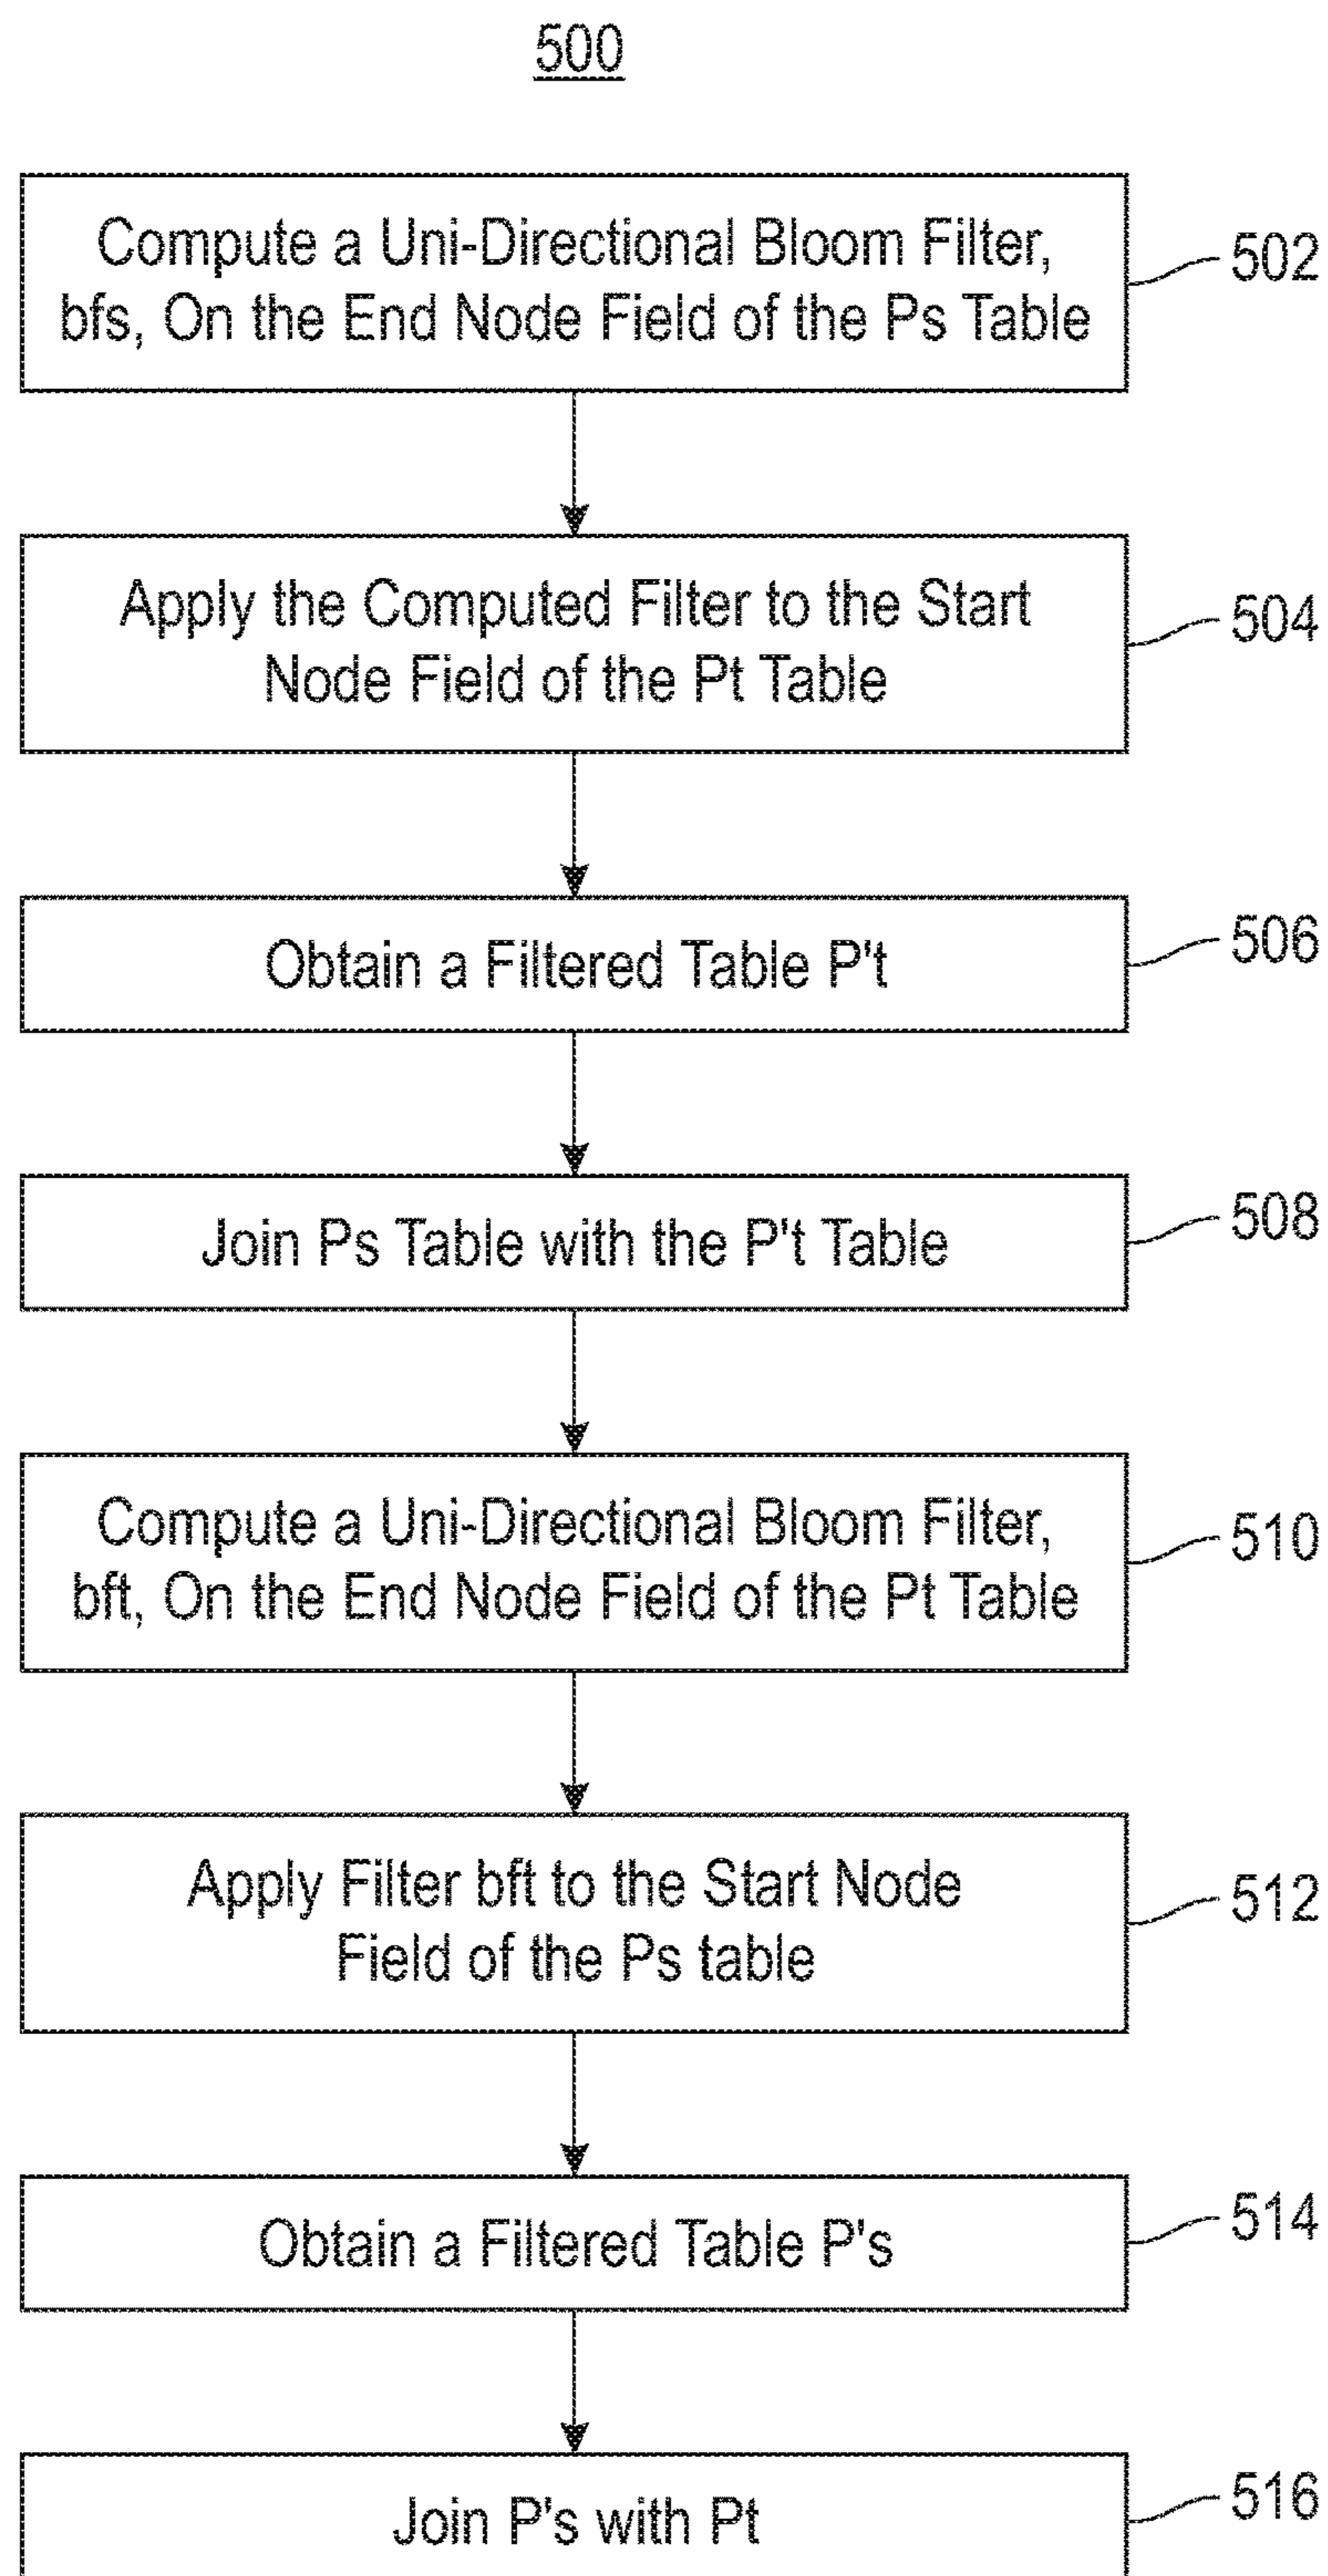 500
Compute a Uni-Directional Bloom Filter,
bfs, On the End Node Field of the Ps Table
502
Apply the Computed Filter to the Start
Node Field of the Pt Table
504
Obtain a Filtered Table P't
506
Join Ps Table with the P't Table
508
Compute a Uni-Directional Bloom Filter,
bft, On the End Node Field of the Pt Table
510
Apply Filter bft to the Start Node
Field of the Ps table
512
Obtain a Filtered Table P's
514
Join P's with Pt
516